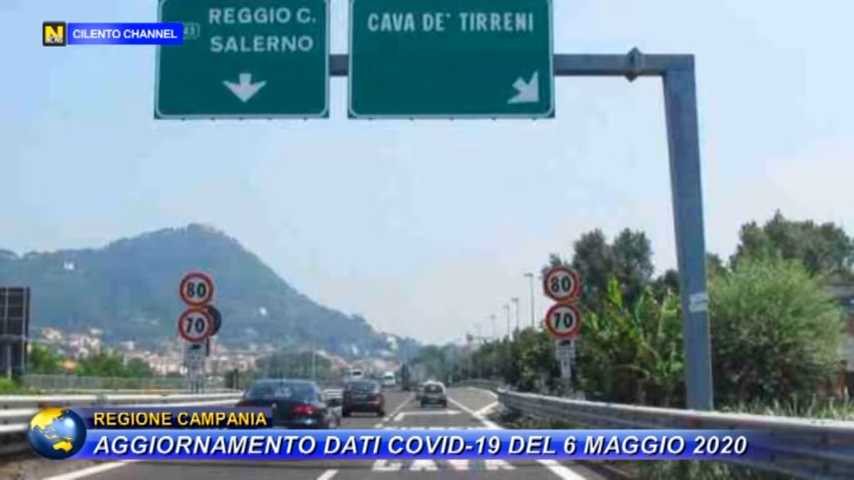 N
CILENTO CHANNEL
REGGIO C.
SALERNO
CAVA DE' TIRRENI
80
70
80
70
REGIONE CAMPANIA
AGGIORNAMENTO DATI COVID-19 DEL 6 MAGGIO 2020
CAVA